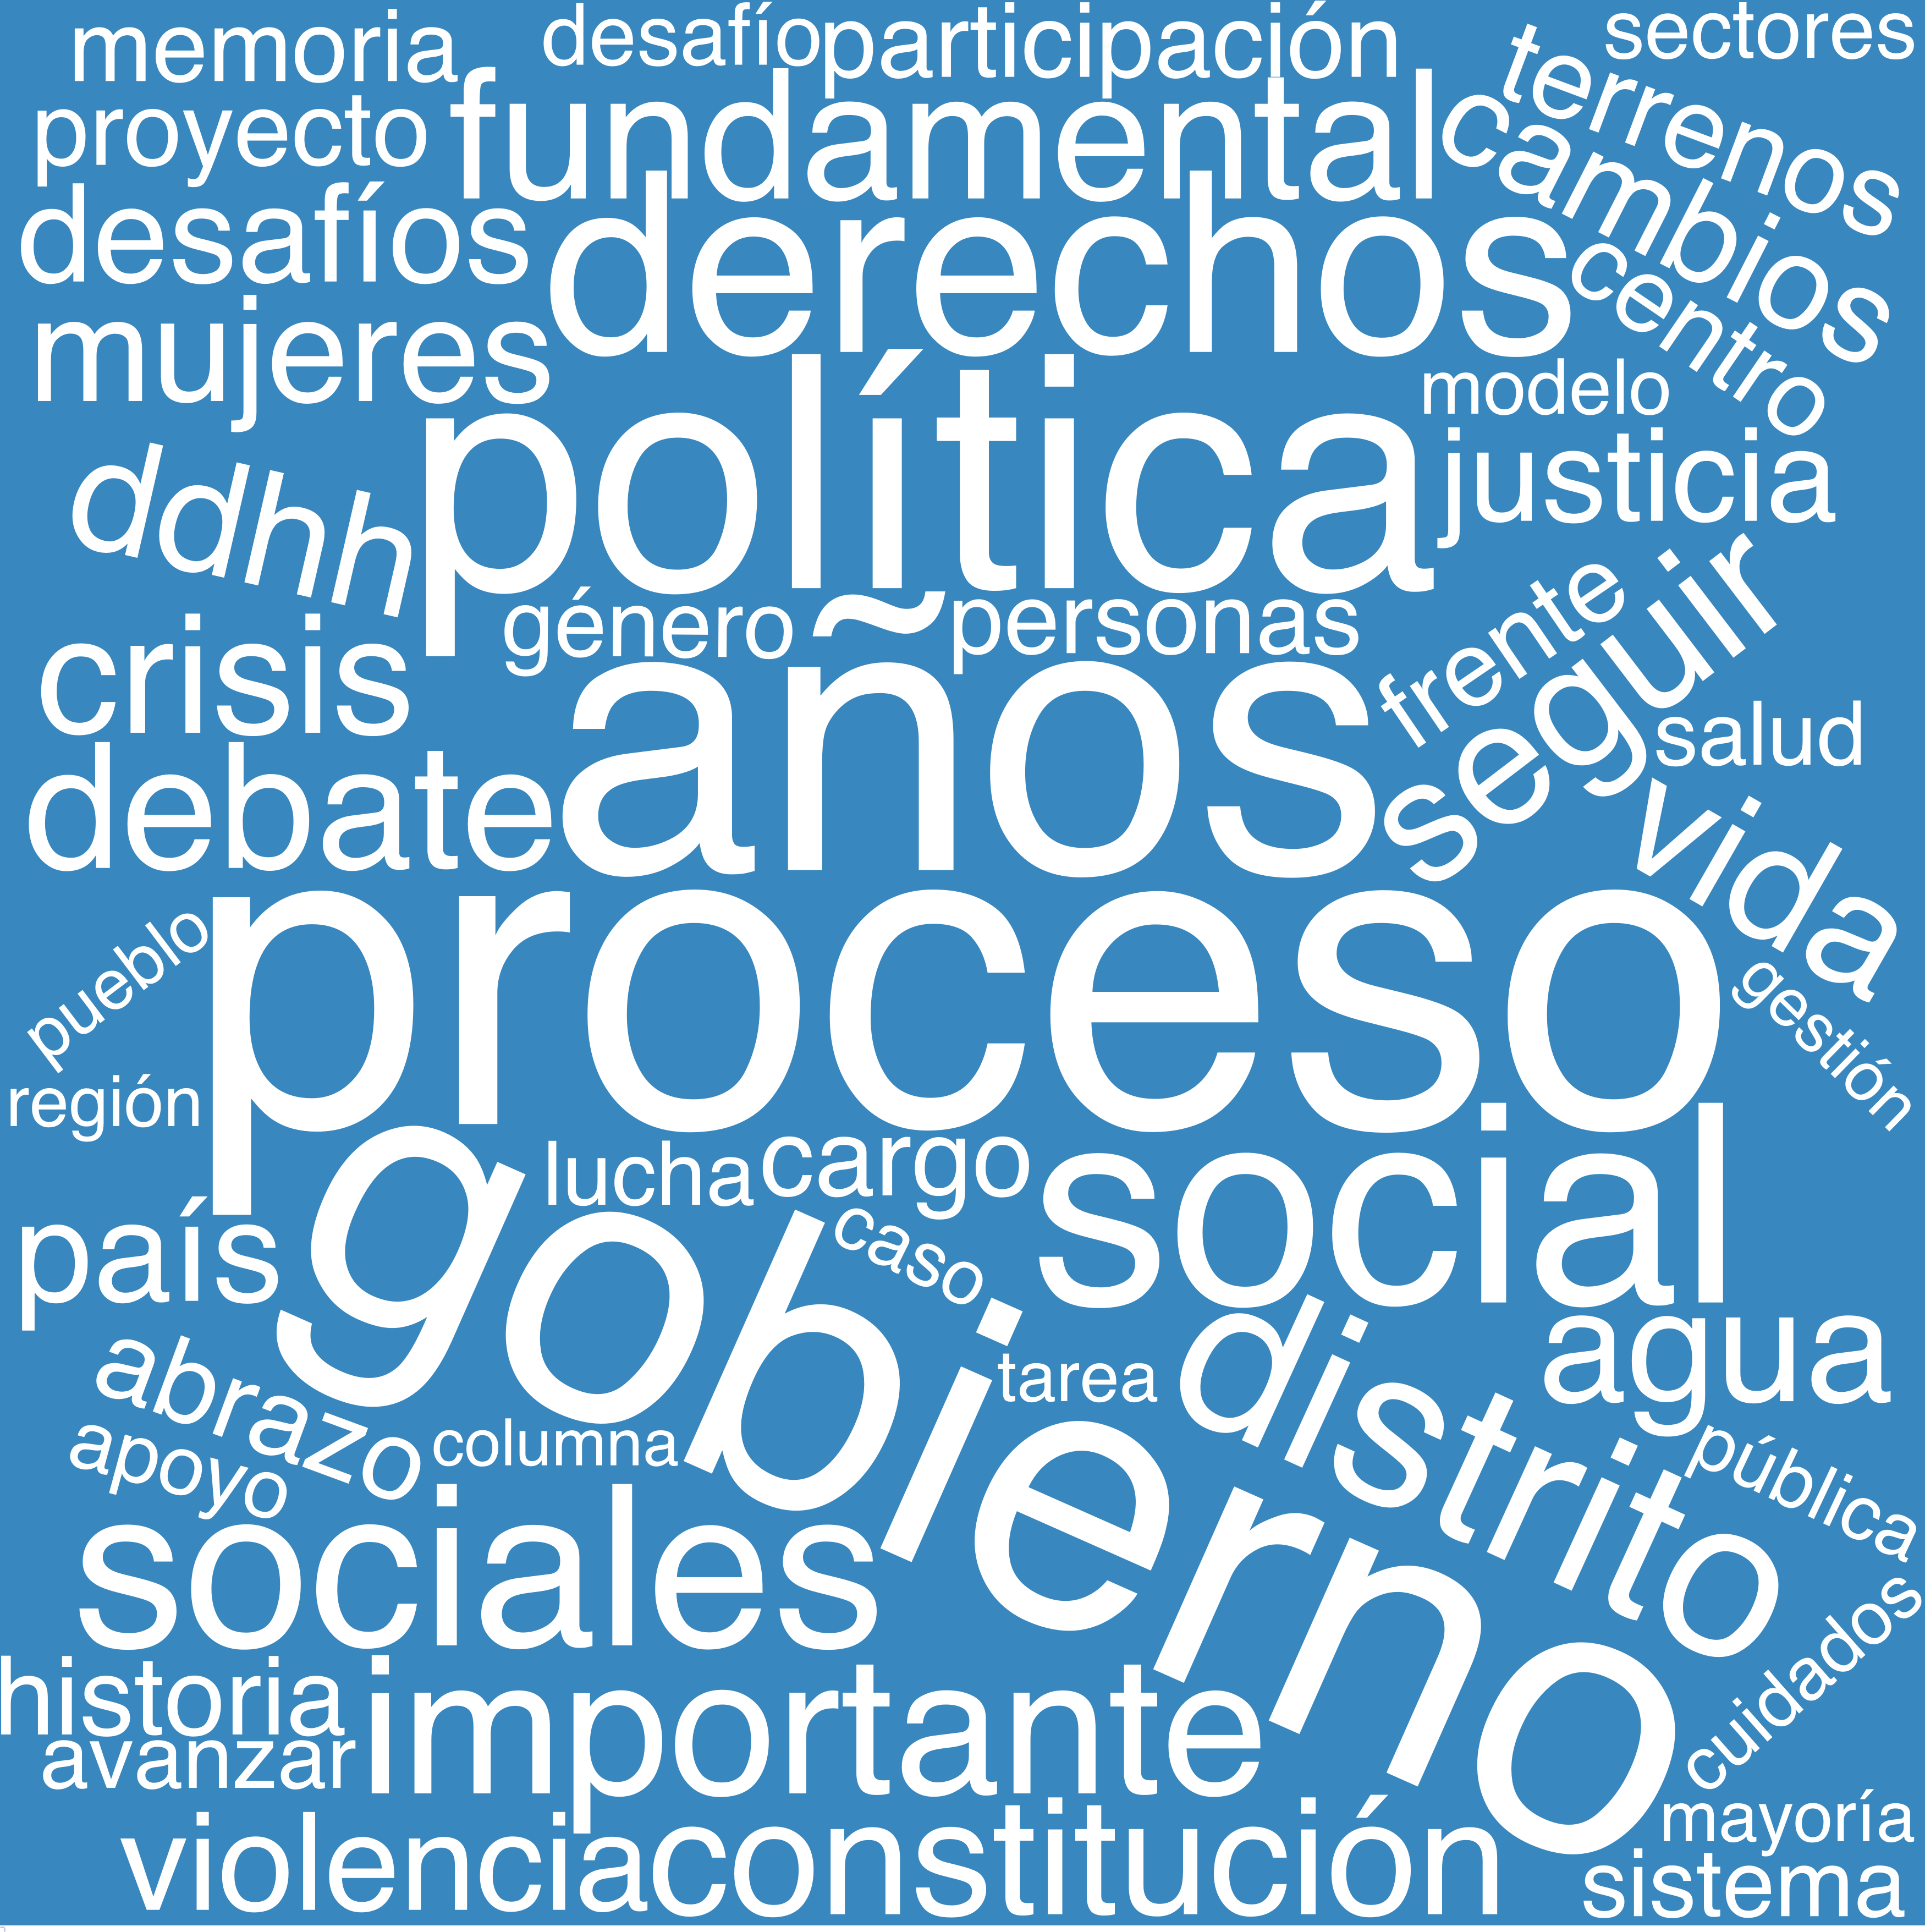 memoria
desafío
participación
sectores
proyecto
fundamental
terrenos
cambios
desafíos
derechos
centro
mujeres
política
modelo
justicia
ddhh
género
personas
frente
seguir
crisis
años
salud
debate
vida
pueblo
proceso
gestión
región
lucha
cargo
social
país
gobierno
caso
agua
abrazo
tarea
distrito
apoyo
columna
pública
sociales
cuidados
historia
importante
avanzar
mayoría
violencia
constitución
sistema